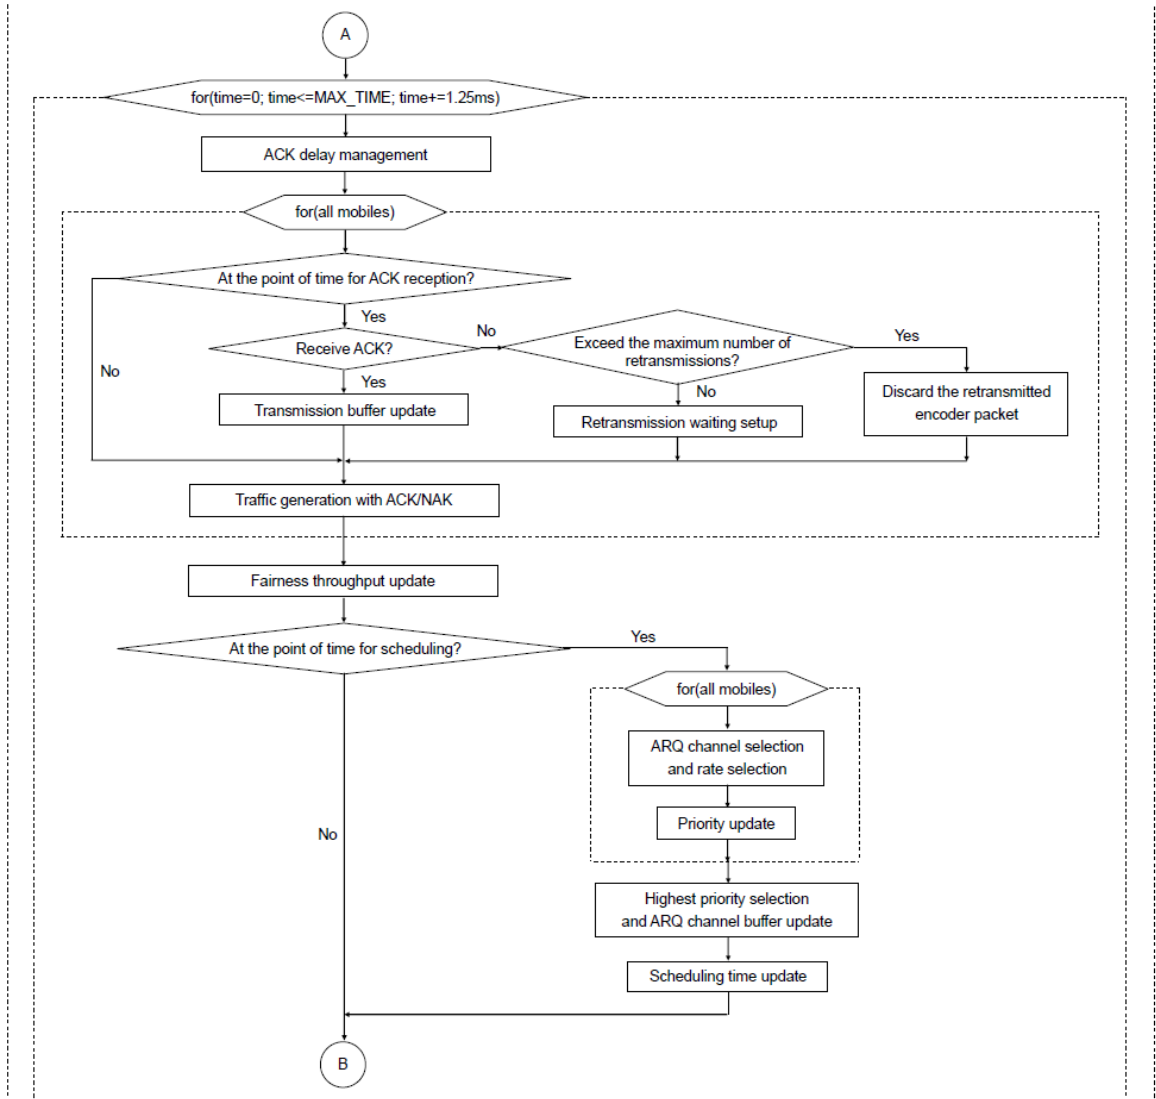 A
for(time=0; time<=MAX_TIME; time+=1.25ms)
ACK delay management
for(all mobiles)
At the point of time for ACK reception?
Yes
No
Receive ACK?
No
Exceed the maximum number of
retransmissions?
Yes
Yes
Transmission buffer update
No
Retransmission waiting setup
Discard the retransmitted
encoder packet
Traffic generation with ACK/NAK
Fairness throughput update
At the point of time for scheduling?
Yes
for(all mobiles)
ARQ channel selection
and rate selection
Priority update
No
Highest priority selection
and ARQ channel buffer update
Scheduling time update
B